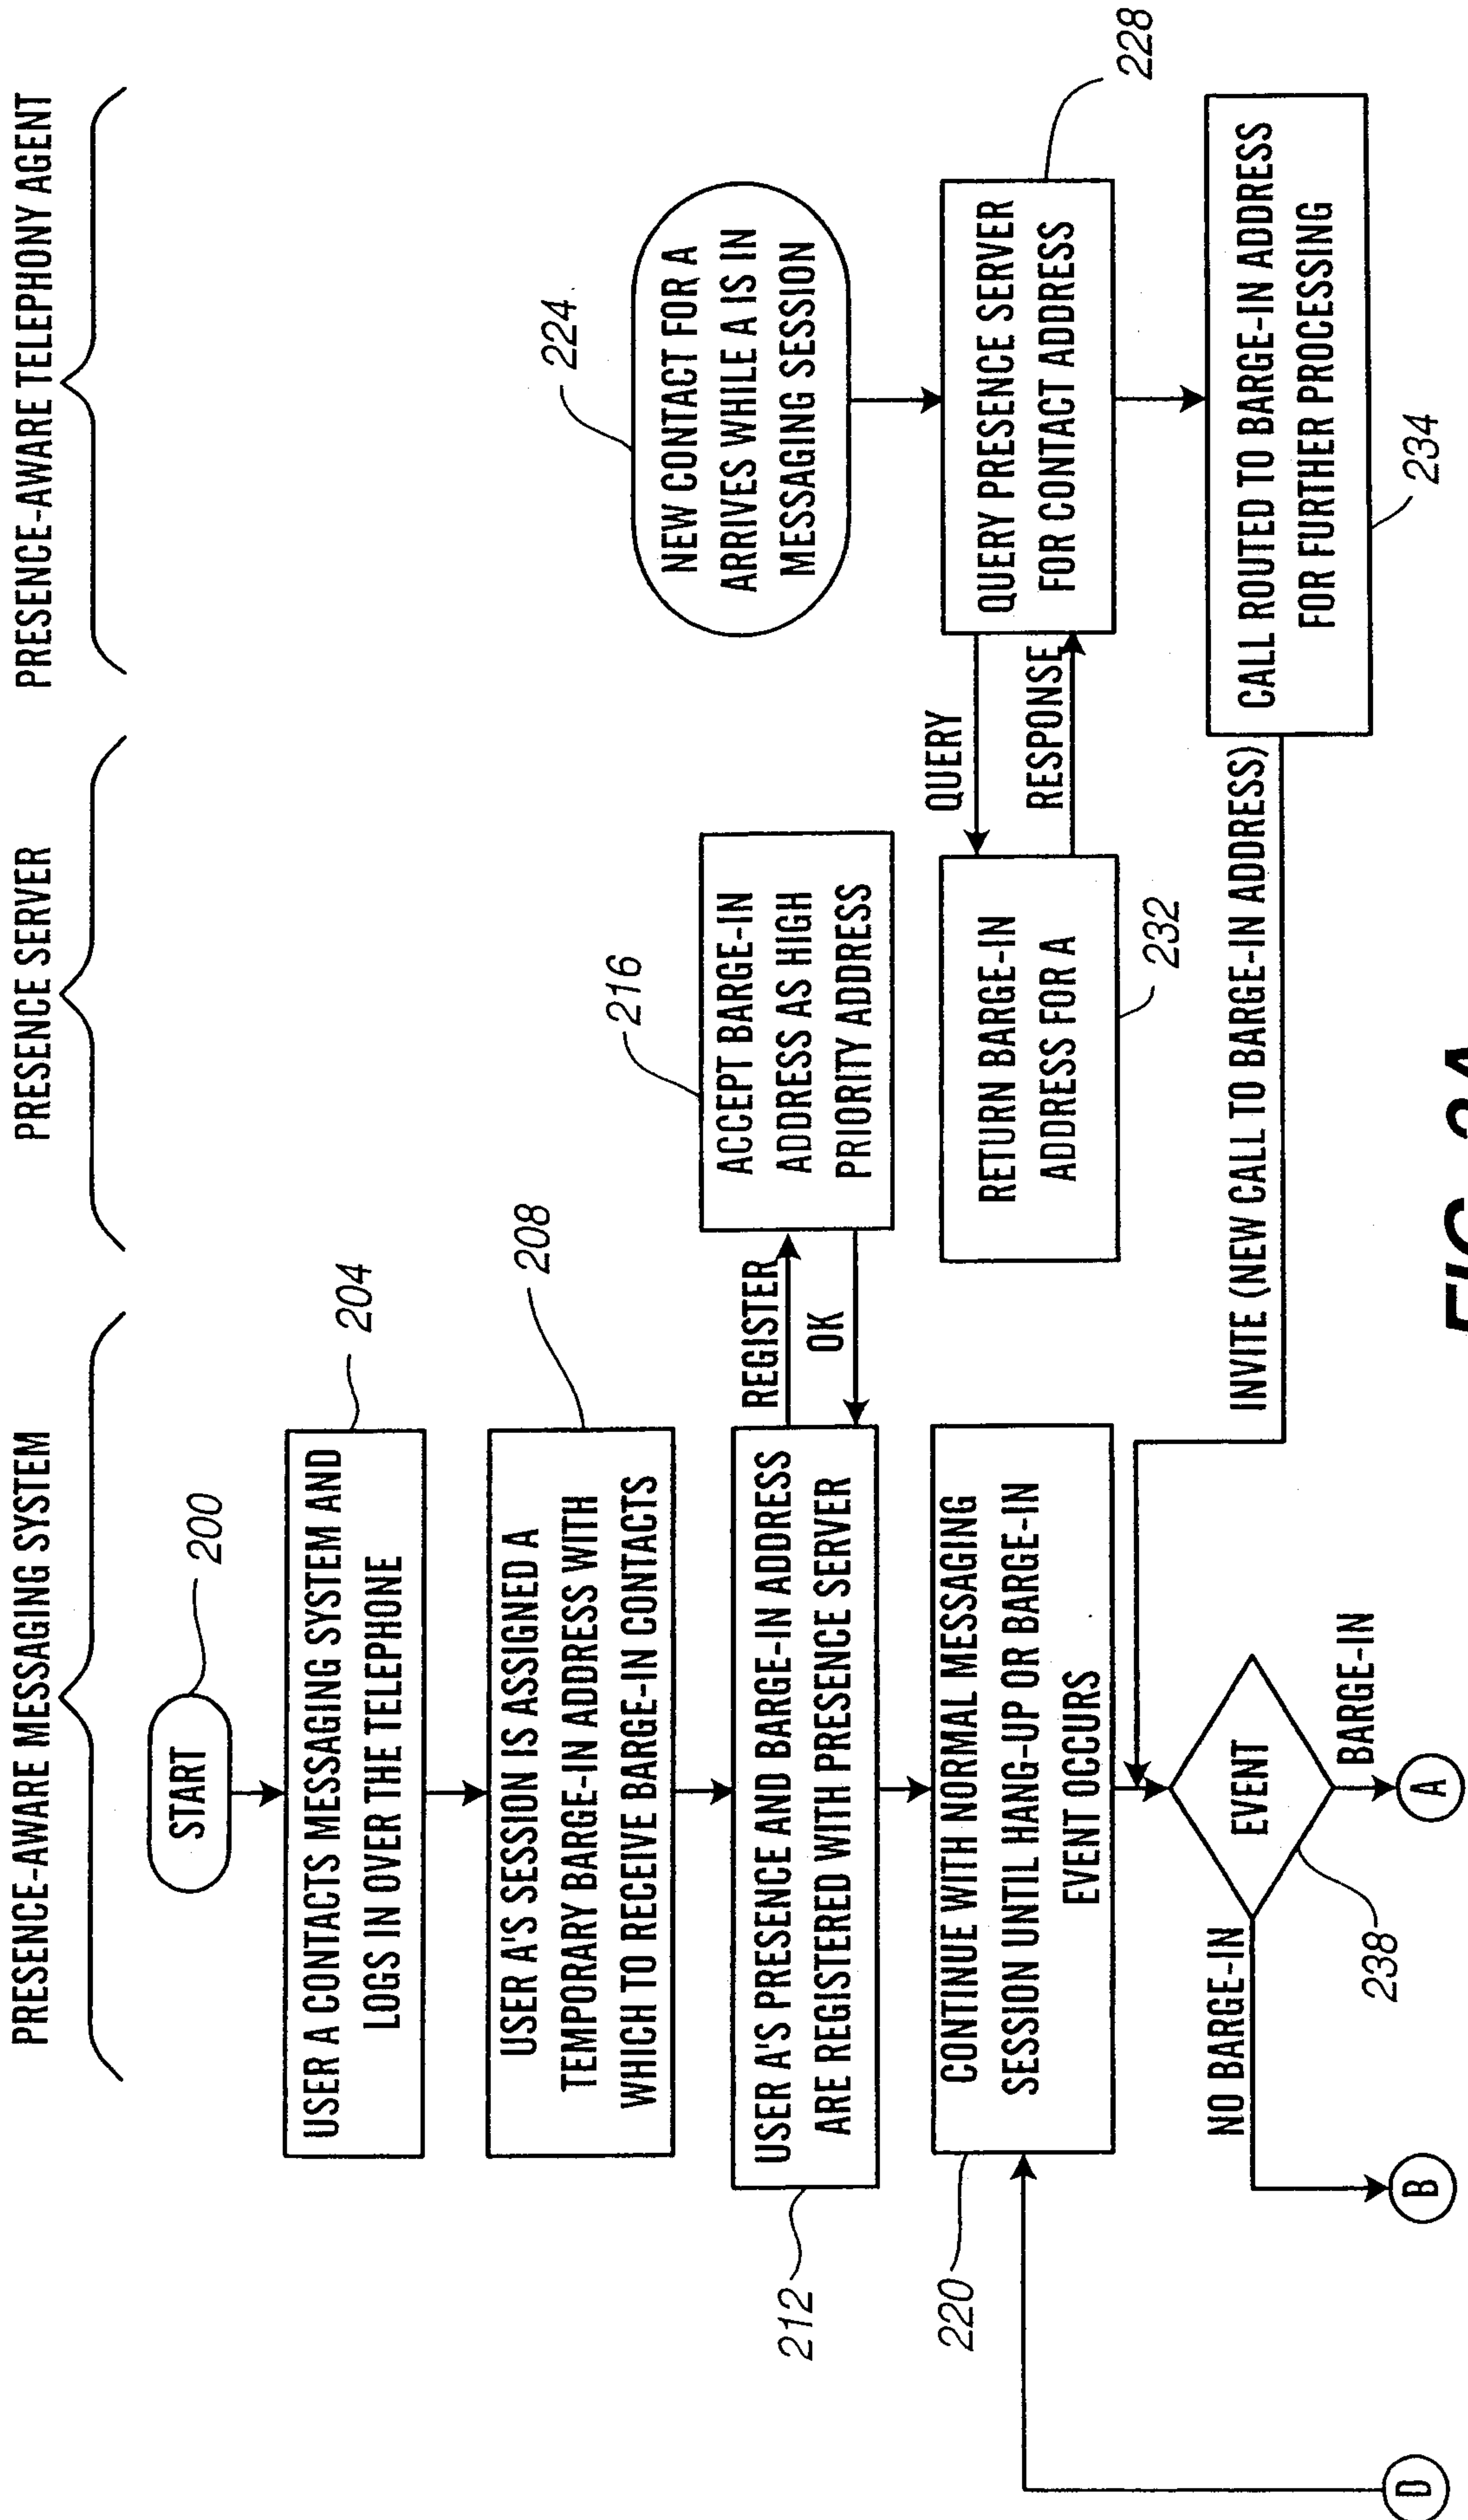 PRESENCE-AWARE MESSAGING SYSTEM
PRESENCE SERVER
PRESENCE-AWARE TELEPHONY AGENT
START
200
USER A CONTACTS MESSAGING SYSTEM AND
LOGS IN OVER THE TELEPHONE
204
USER A'S SESSION IS ASSIGNED A
TEMPORARY BARGE-IN ADDRESS WITH
WHICH TO RECEIVE BARGE-IN CONTACTS
208
USER A'S PRESENCE AND BARGE-IN ADDRESS
ARE REGISTERED WITH PRESENCE SERVER
212
REGISTER
OK
ACCEPT BARGE-IN
ADDRESS AS HIGH
PRIORITY ADDRESS
216
CONTINUE WITH NORMAL MESSAGING
SESSION UNTIL HANG-UP OR BARGE-IN
EVENT OCCURS
220
NEW CONTACT FOR A
ARRIVES WHILE A IS IN
MESSAGING SESSION
224
QUERY PRESENCE SERVER
FOR CONTACT ADDRESS
228
QUERY
RESPONSE
RETURN BARGE-IN
ADDRESS FOR A
232
CALL ROUTED TO BARGE-IN ADDRESS
FOR FURTHER PROCESSING
234
INVITE (NEW CALL TO BARGE-IN ADDRESS)
EVENT
238
NO BARGE-IN
BARGE-IN
D
B
A